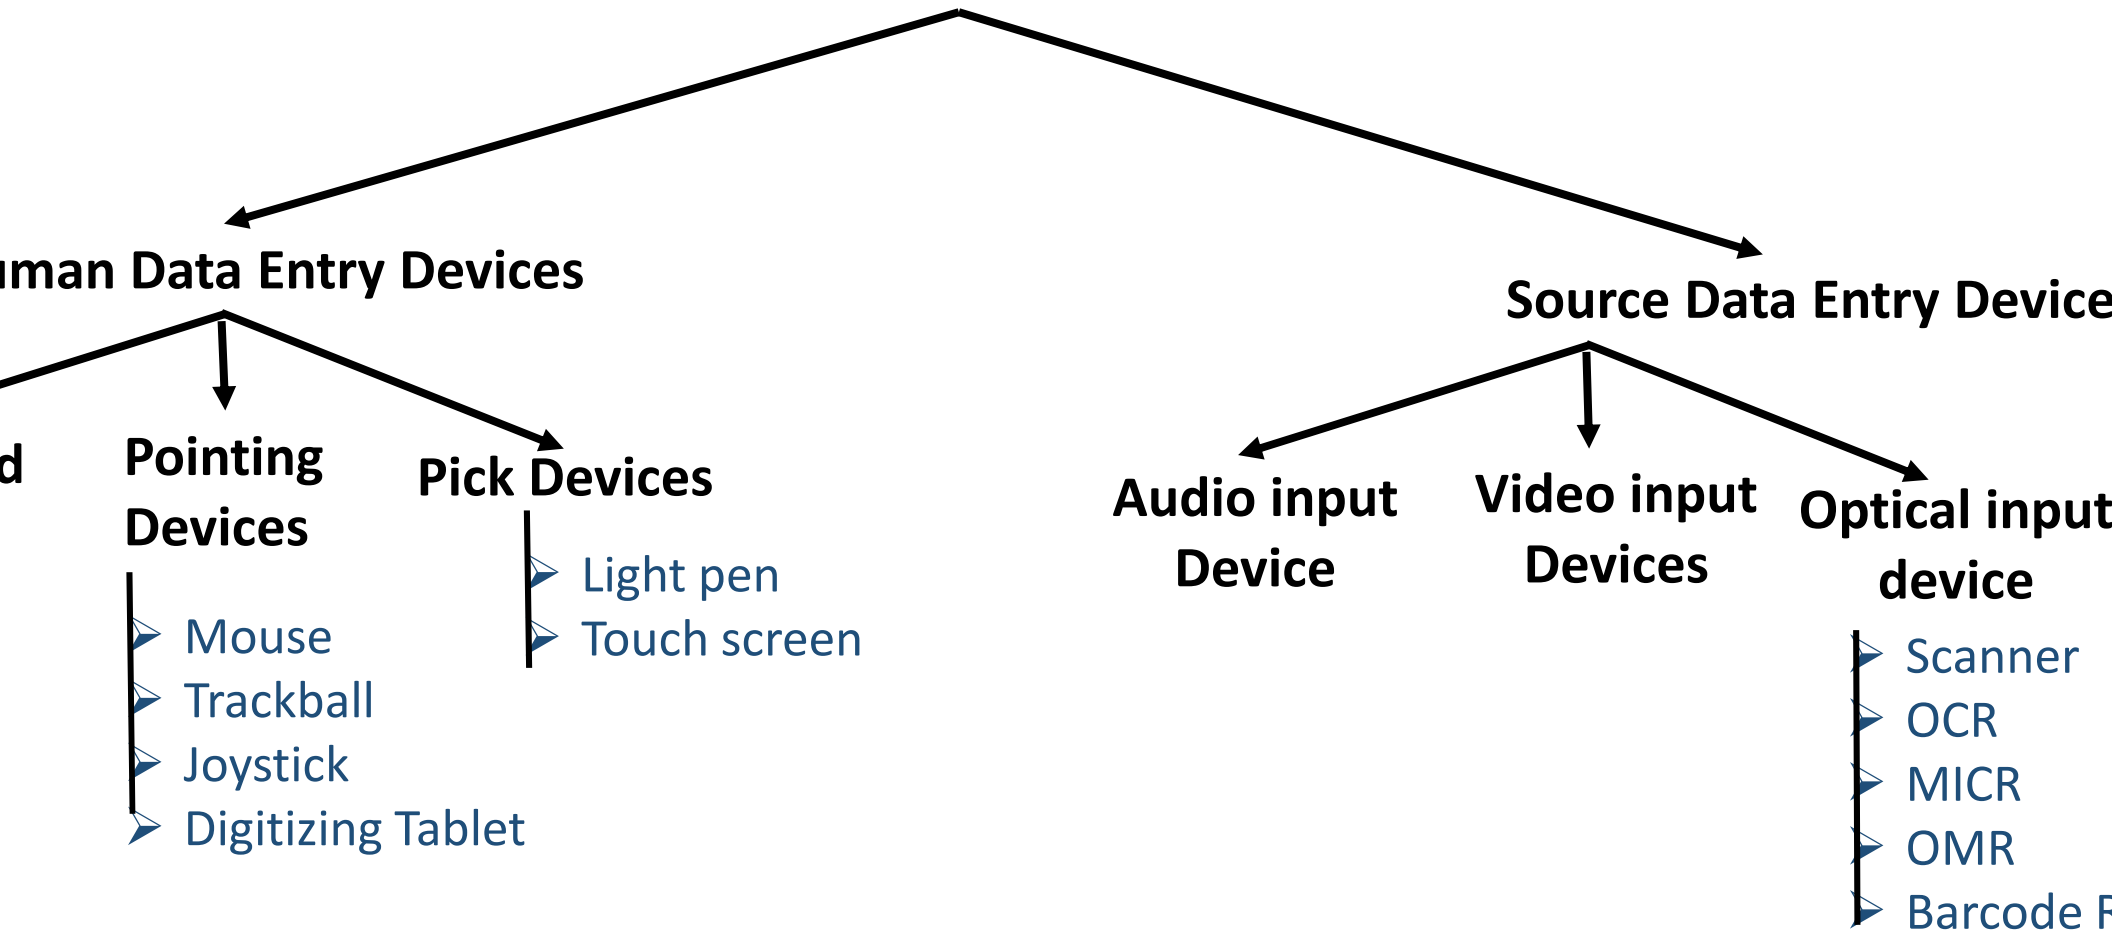 uman Data Entry Devices
Source Data Entry Device
d
Pointing
Devices
Pick Devices
Light pen
Touch screen
Mouse
Trackball
Joystick
Digitizing Tablet
Audio input
Device
Video input
Devices
Optical input
device
Scanner
OCR
MICR
OMR
Barcode R